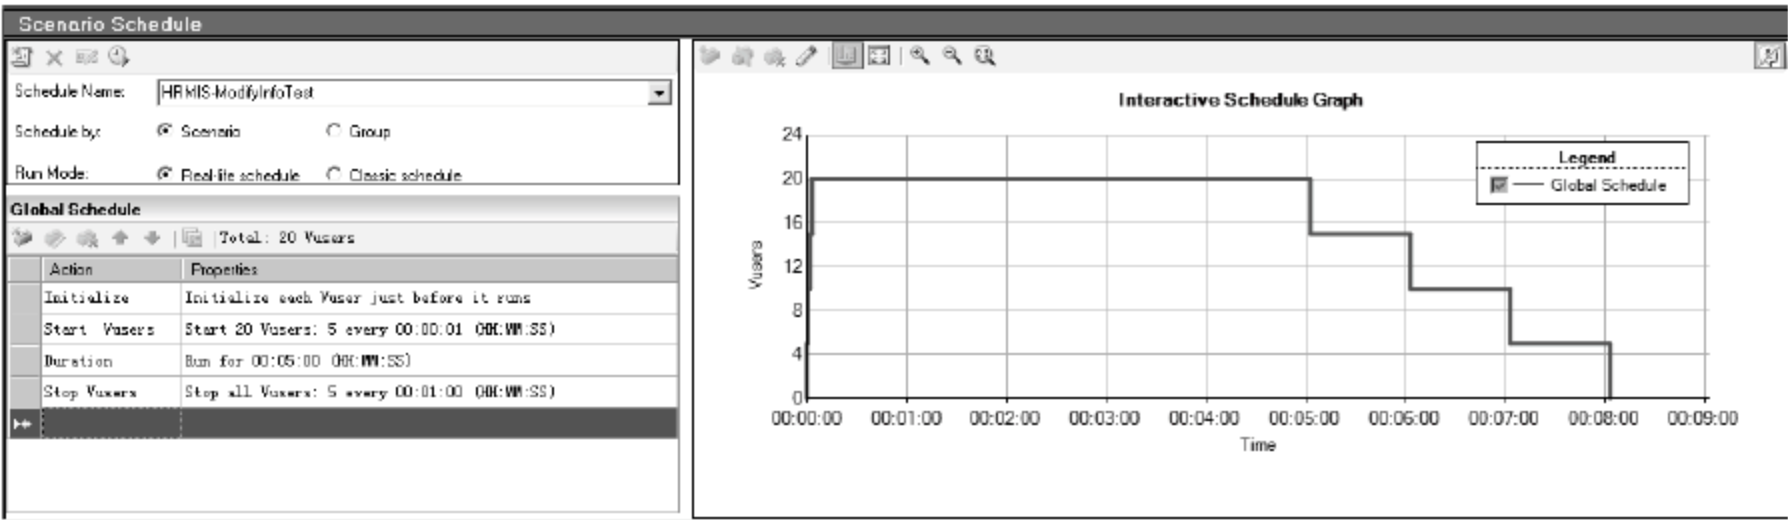 Scenario Schedule
Schedule Name: HRMIS-ModifyInfoTest
Schedule by: Scenario Group
Run Mode: Real-life schedule Classic schedule
Global Schedule
Total: 20 Vusers
Action Properties
Initialize Initialize each Vuser just before it runs
Start Vusers Start 20 Vusers: 5 every 00:00:01 (HH:MM:SS)
Duration Run for 00:05:00 (HH:MM:SS)
Stop Vusers Stop all Vusers: 5 every 00:01:00 (HH:MM:SS)
Interactive Schedule Graph
Legend
Global Schedule
Vusers
24
20
16
12
8
4
0
00:00:00 00:01:00 00:02:00 00:03:00 00:04:00 00:05:00 00:06:00 00:07:00 00:08:00 00:09:00
Time